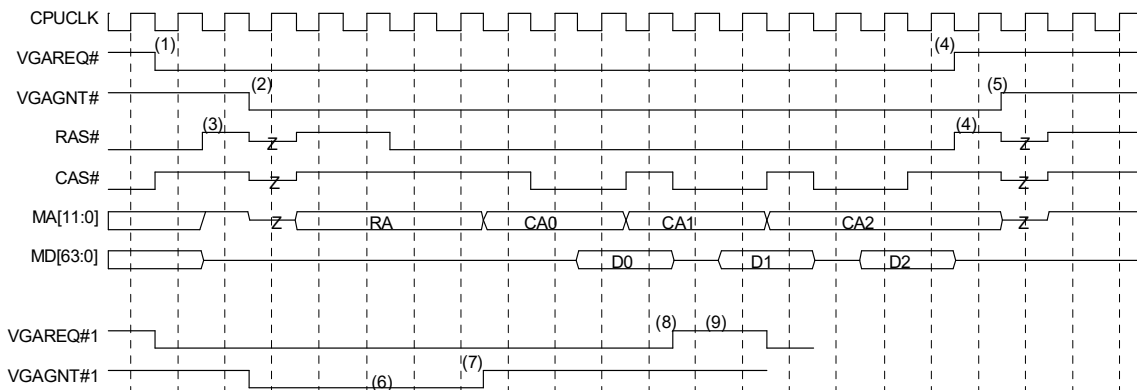 CPUCLK
VGAREQ# (1) (4)
VGAGNT# (2) (5)
RAS# (3) Z (4) Z
CAS# Z Z
MA[11:0] Z RA CA0 CA1 CA2 Z
MD[63:0] D0 D1 D2
VGAREQ#1 (8) (9)
VGAGNT#1 (6) (7)